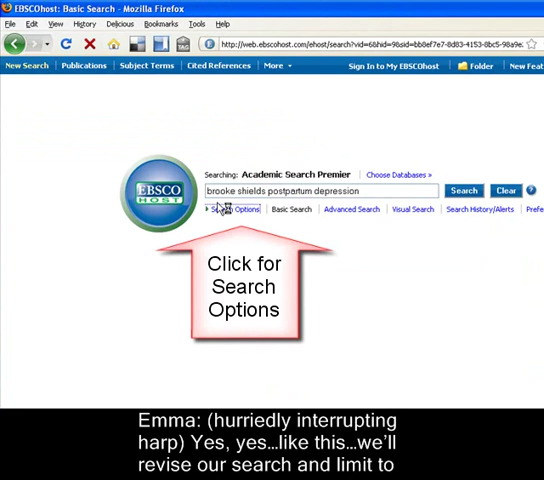 EBSCOhost: Basic Search - Mozilla Firefox
File Edit View History Delicious Bookmarks Tools Help
TAG http://web.ebscohost.com/ehost/search?vid=6&hid=9&sid=bb8ef7e7-8d83-4153-8bc5-98a9e
New Search Publications Subject Terms Cited References More Sign In to My EBSCOhost Folder New Feat
Searching: Academic Search Premier Choose Databases »
brooke shields postpartum depression Search Clear ?
Options Basic Search Advanced Search Visual Search Search History/Alerts Prefe
EBSCO
HOST
Click for
Search
Options
Emma: (hurriedly interrupting
harp) Yes, yes…like this…we'll
revise our search and limit to